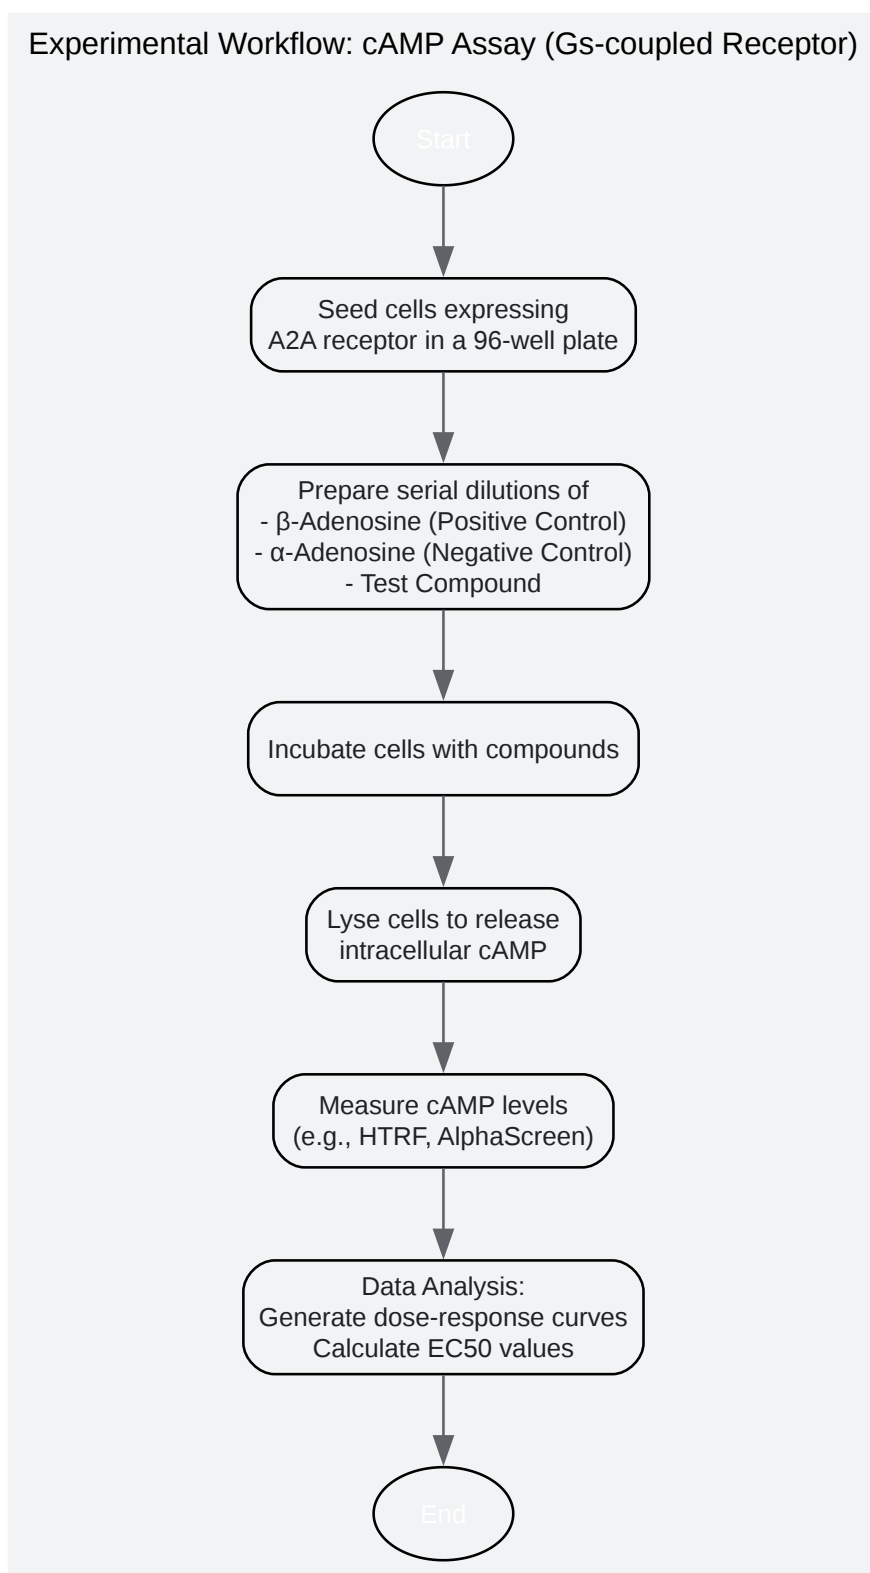 Experimental Workflow: cAMP Assay (Gs-coupled Receptor)
Start
Seed cells expressing
A2A receptor in a 96-well plate
Prepare serial dilutions of
- β-Adenosine (Positive Control)
- α-Adenosine (Negative Control)
- Test Compound
Incubate cells with compounds
Lyse cells to release
intracellular cAMP
Measure cAMP levels
(e.g., HTRF, AlphaScreen)
Data Analysis:
Generate dose-response curves
Calculate EC50 values
End